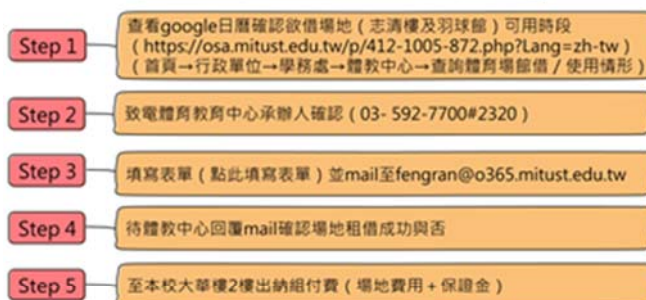 Step 1
查看google日曆確認欲借場地（志清樓及羽球館）可用時段
（https://osa.mitust.edu.tw/p/412-1005-872.php?Lang=zh-tw）
（首頁→行政單位→學務處→體教中心→查詢體育場館借 / 使用情形）
Step 2
致電體育教育中心承辦人確認（03- 592-7700#2320）
Step 3
填寫表單（點此填寫表單）並mail至fengran@o365.mitust.edu.tw
Step 4
待體教中心回覆mail確認場地租借成功與否
Step 5
至本校大華樓2樓出納組付費（場地費用＋保證金）